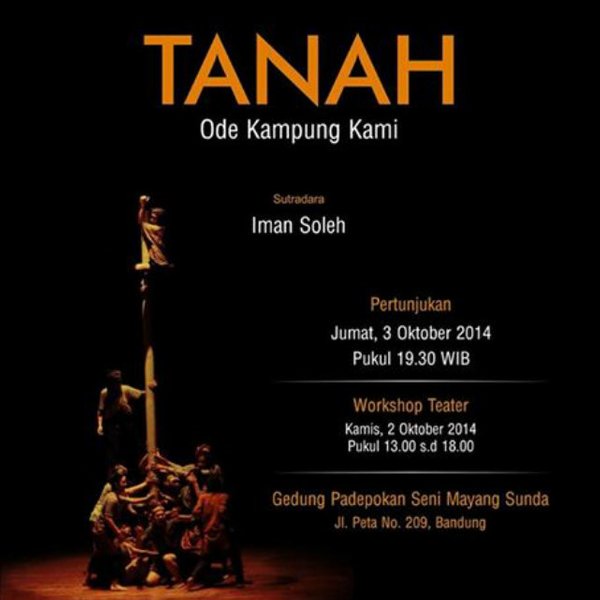 TANAH
Ode Kampung Kami
Sutradara
Iman Soleh
Pertunjukan
Jumat, 3 Oktober 2014
Pukul 19.30 WIB
Workshop Teater
Kamis, 2 Oktober 2014
Pukul 13.00 s.d 18.00
Gedung Padepokan Seni Mayang Sunda
Jl. Peta No. 209, Bandung